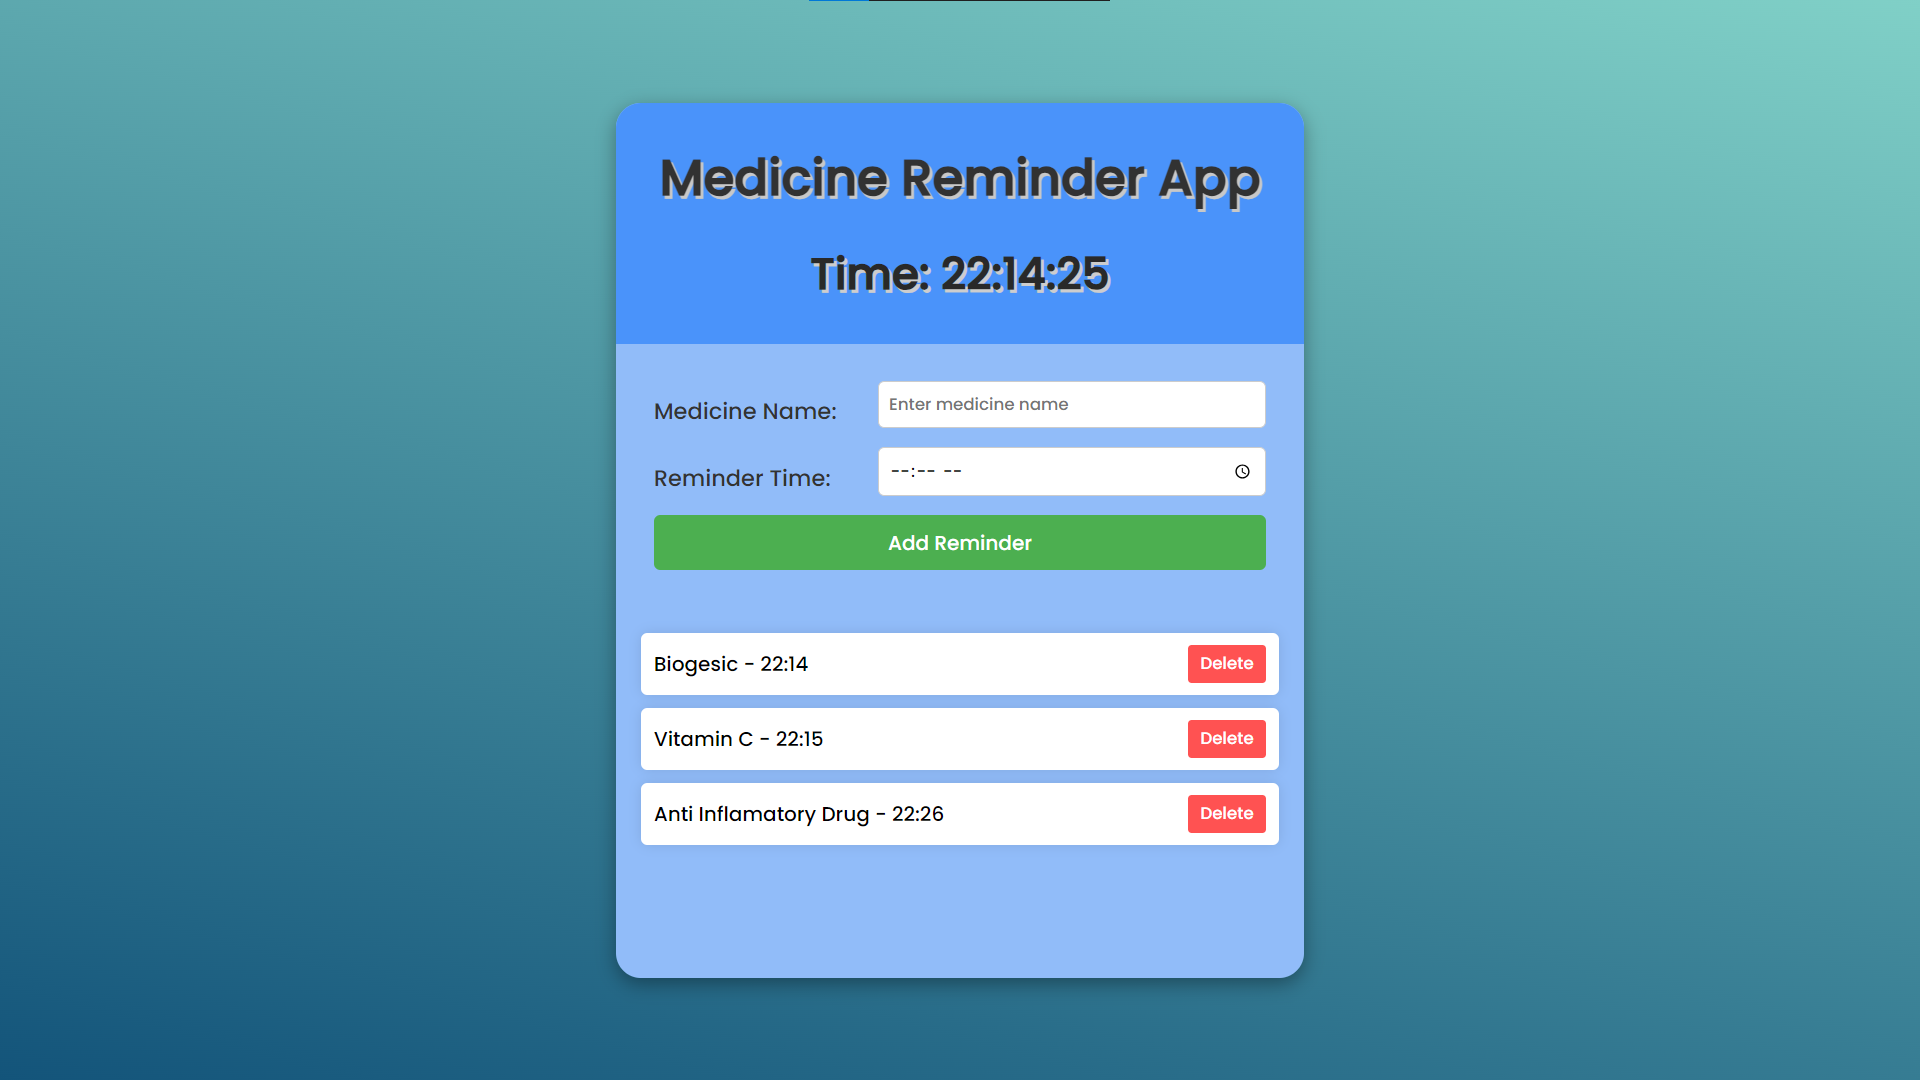 Medicine Reminder App
Time: 22:14:25
Medicine Name: Enter medicine name
Reminder Time: --:-- --
Add Reminder
Biogesic - 22:14 Delete
Vitamin C - 22:15 Delete
Anti Inflamatory Drug - 22:26 Delete